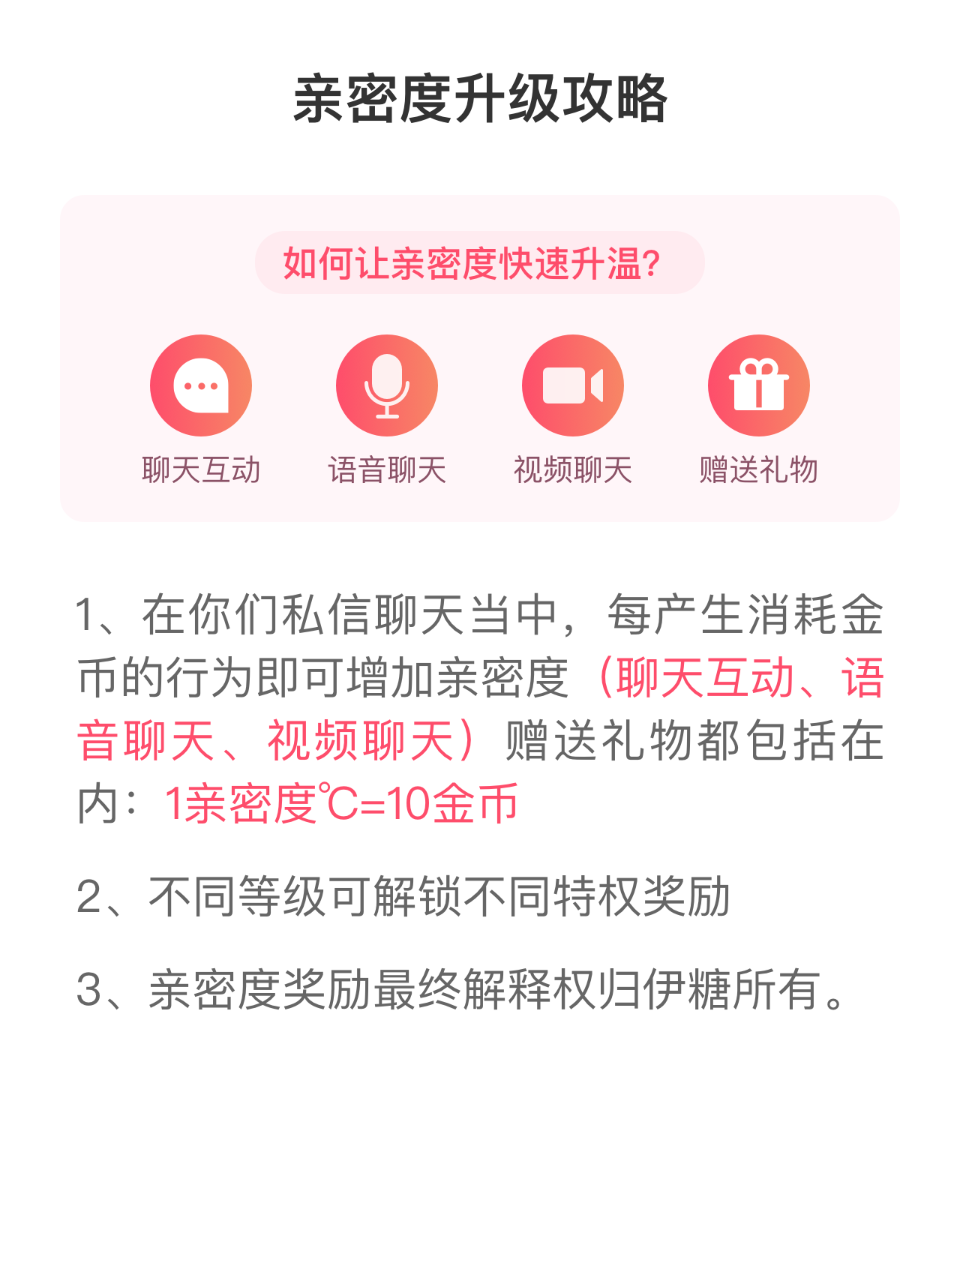 亲密度升级攻略
如何让亲密度快速升温?
聊天互动 语音聊天 视频聊天 赠送礼物
1、在你们私信聊天当中，每产生消耗金
币的行为即可增加亲密度（聊天互动、语
音聊天、视频聊天）赠送礼物都包括在
内：1亲密度℃=10金币
2、不同等级可解锁不同特权奖励
3、亲密度奖励最终解释权归伊糖所有。